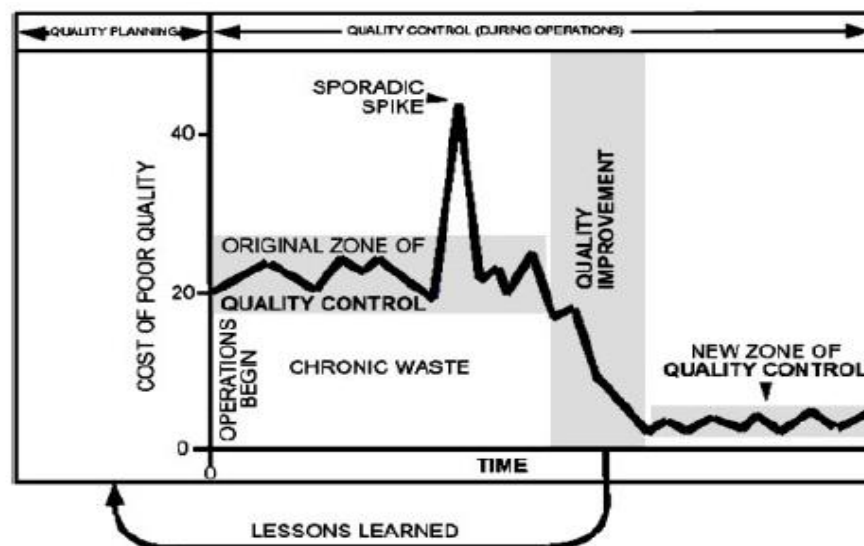 QUALITY PLANNING
QUALITY CONTROL (DURING OPERATIONS)
SPORADIC
SPIKE
40
COST OF POOR QUALITY
QUALITY
IMPROVEMENT
ORIGINAL ZONE OF
20
QUALITY CONTROL
OPERATIONS
BEGIN
CHRONIC WASTE
NEW ZONE OF
QUALITY CONTROL
0
0
TIME
LESSONS LEARNED